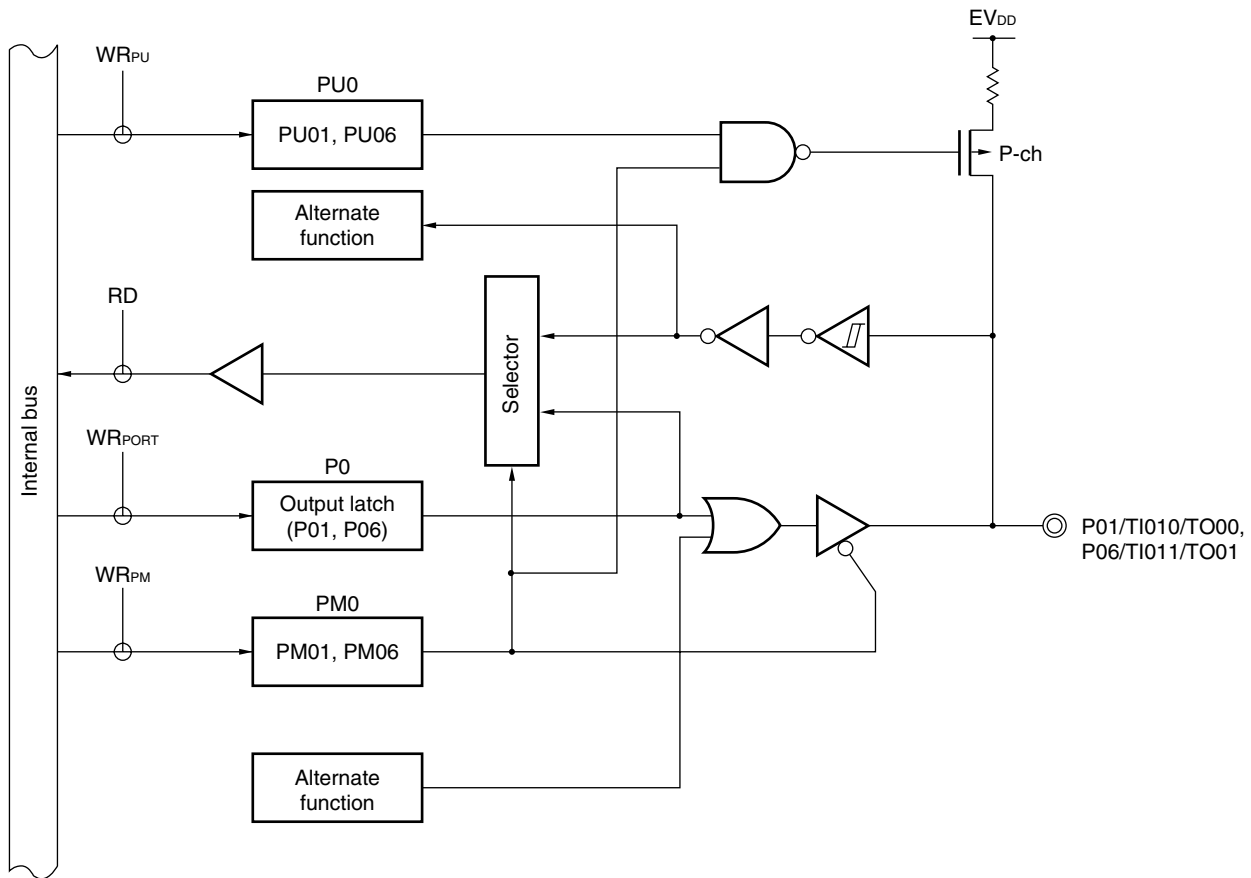 EVDD
WRPU
PU0
PU01, PU06
P-ch
Alternate
function
RD
Selector
Internal bus
WRPORT
P0
Output latch
(P01, P06)
P01/TI010/TO00,
P06/TI011/TO01
WRPM
PM0
PM01, PM06
Alternate
function